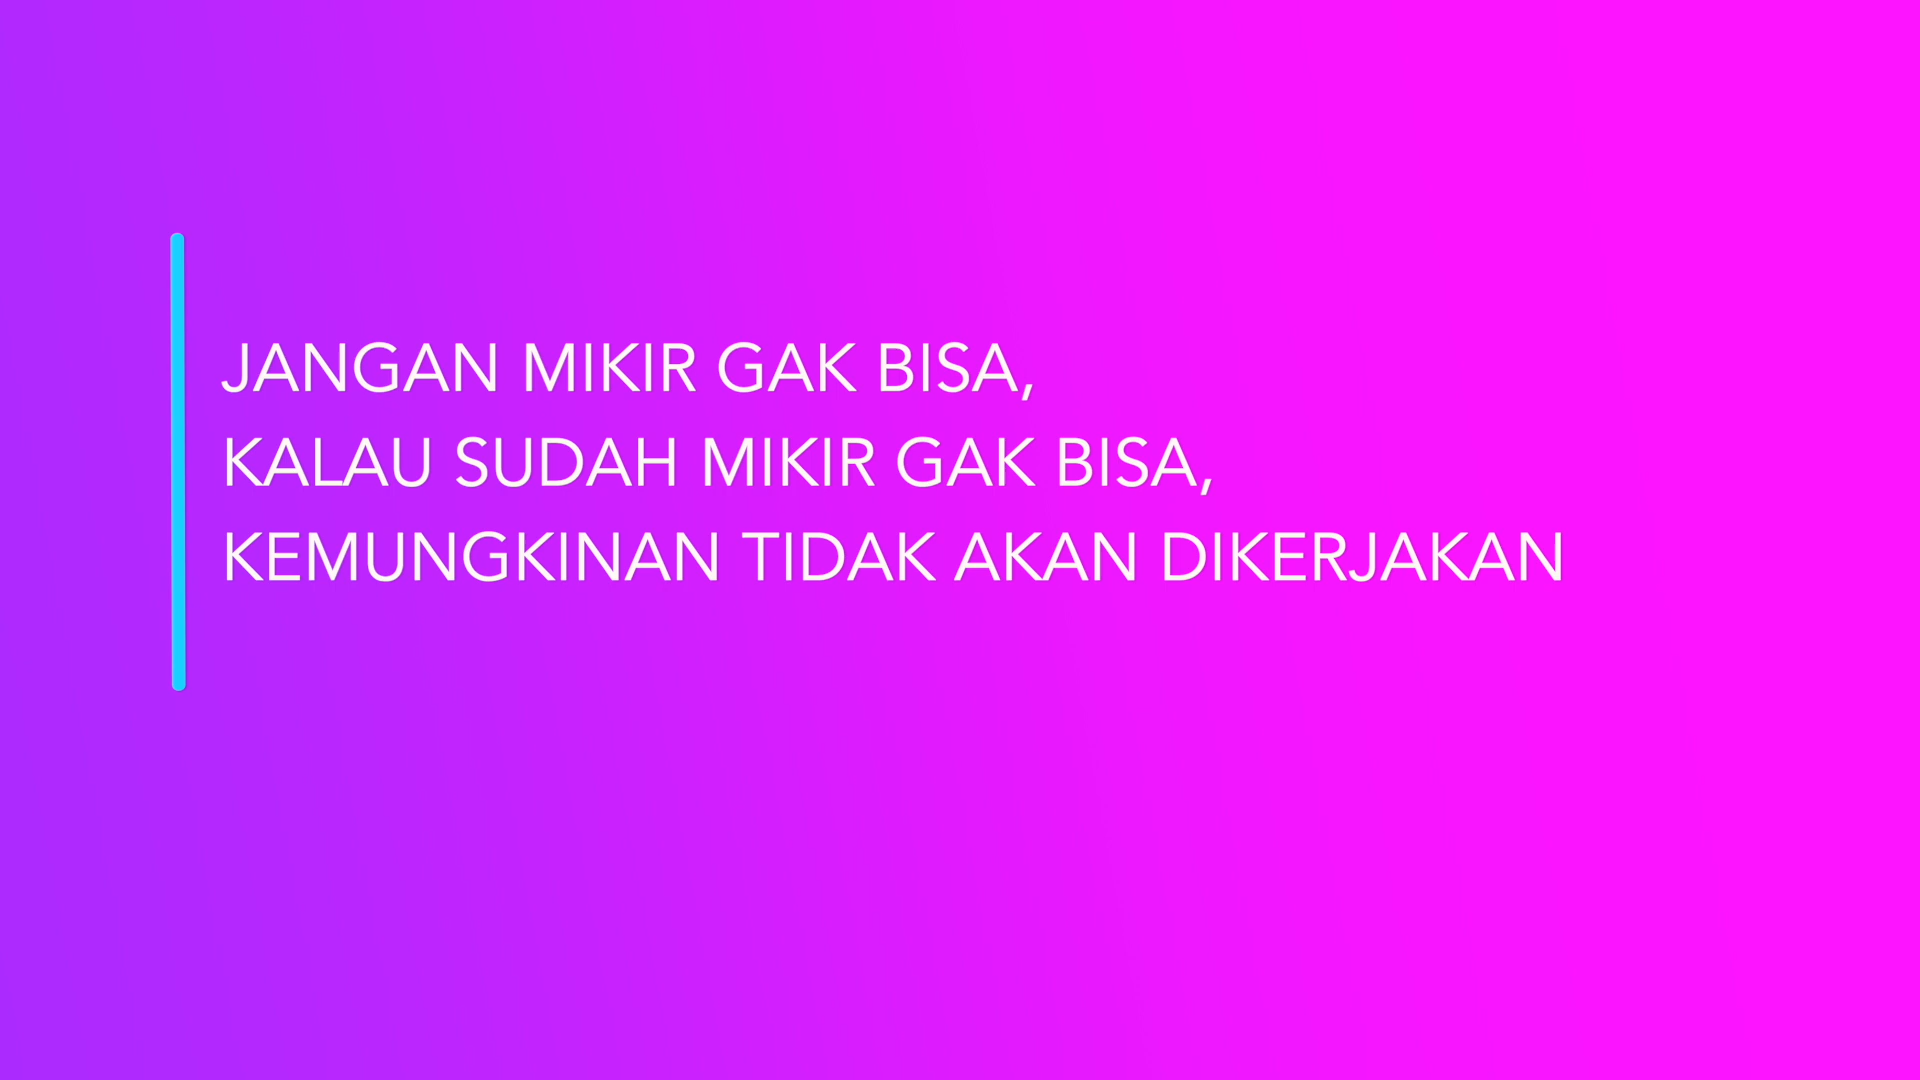 JANGAN MIKIR GAK BISA,
KALAU SUDAH MIKIR GAK BISA,
KEMUNGKINAN TIDAK AKAN DIKERJAKAN